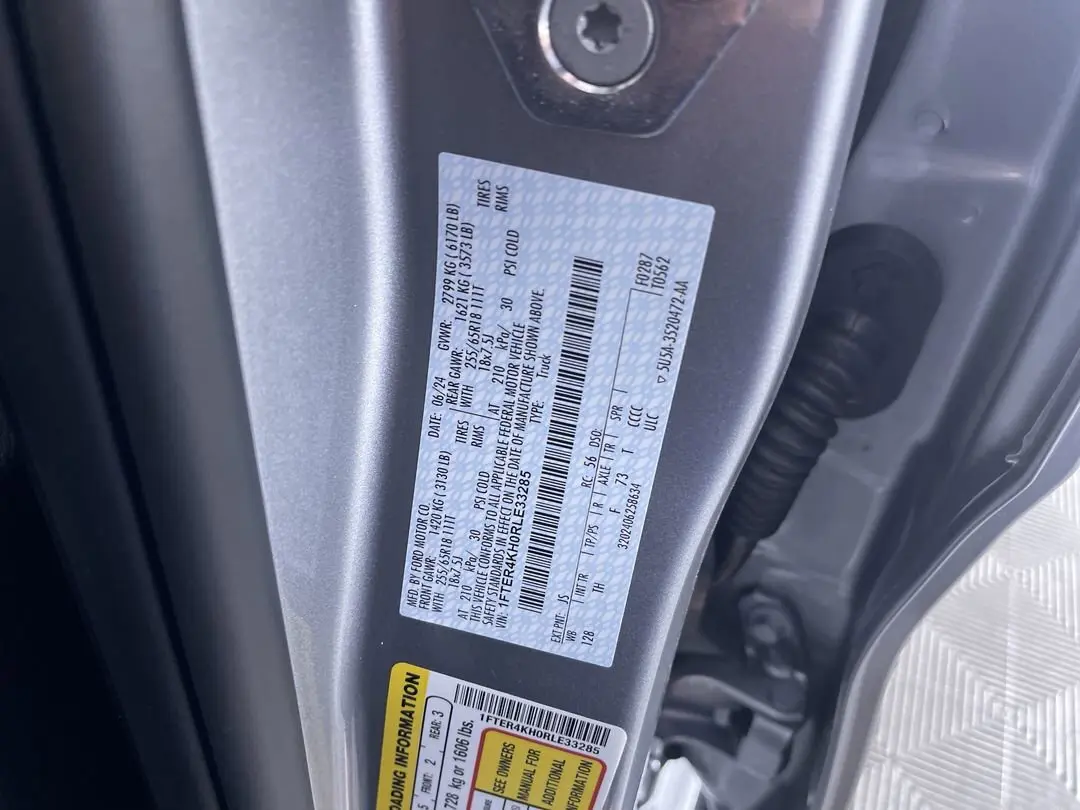 MFD. BY FORD MOTOR CO. DATE: 06/24 GVWR: 2799 KG ( 6170 LB)
FRONT GAWR: 1420 KG ( 3130 LB) REAR GAWR: 1621 KG ( 3573 LB)
WITH 255/65R18 111T TIRES WITH 255/65R18 111T TIRES
18x7.5J RIMS 18x7.5J RIMS
AT 210 kPa/ 30 PSI COLD AT 210 kPa/ 30 PSI COLD
THIS VEHICLE CONFORMS TO ALL APPLICABLE FEDERAL MOTOR VEHICLE
SAFETY STANDARDS IN EFFECT ON THE DATE OF MANUFACTURE SHOWN ABOVE.
VIN: 1FTER4KH0RLE33285 TYPE: Truck
EXT PNT: JS RC: 56 DSO: F0287
WB INT TR TP/PS R AXLE TR SPR T0562
128 TH F 73 T CCCC
3202406258634 ULC 5U5A-3520472-AA
1FTER4KH0RLE33285
ADING INFORMATION
5 FRONT: 2 REAR: 3
728 kg or 1606 lbs.
SEE OWNERS
MANUAL FOR
ADDITIONAL
INFORMATION